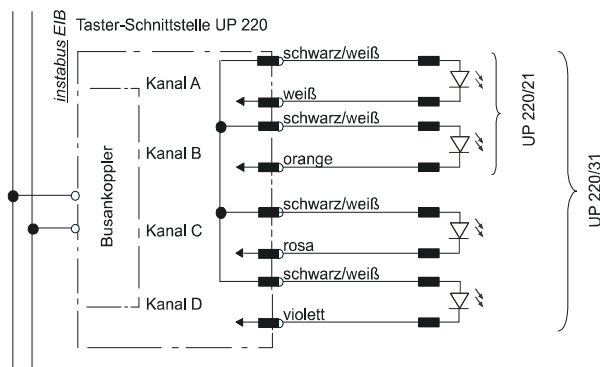 instabus EIB
Taster-Schnittstelle UP 220
Busankoppler
Kanal A
Kanal B
Kanal C
Kanal D
schwarz/weiß
weiß
schwarz/weiß
orange
schwarz/weiß
rosa
schwarz/weiß
violett
UP 220/21
UP 220/31